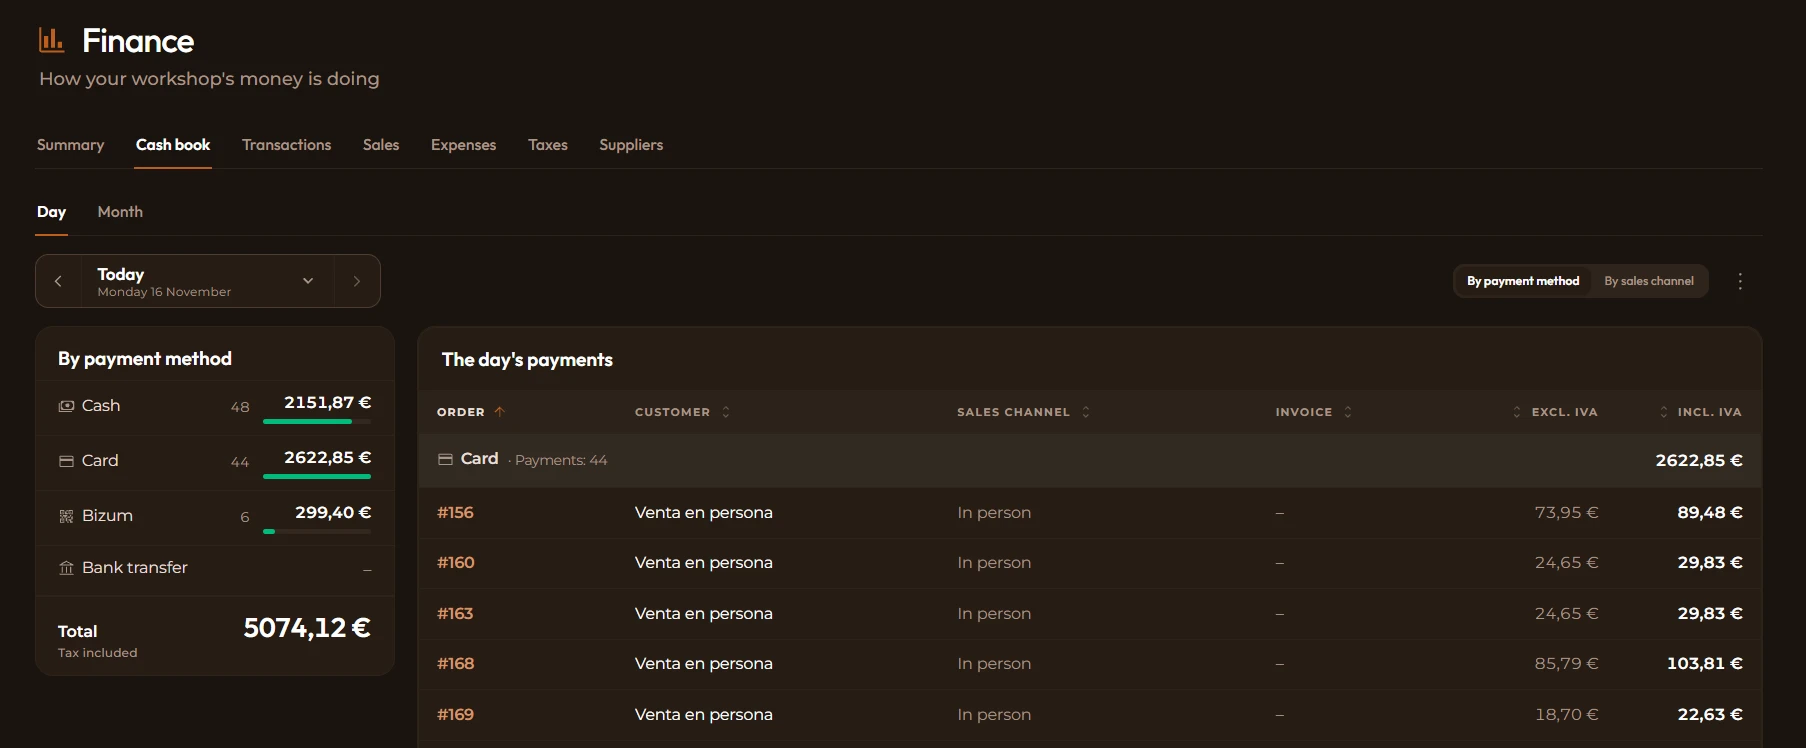 Finance
How your workshop's money is doing
Summary Cash book Transactions Sales Expenses Taxes Suppliers
Day Month
Today
Monday 16 November
By payment method By sales channel
By payment method
Cash 48 2151,87 €
Card 44 2622,85 €
Bizum 6 299,40 €
Bank transfer –
Total 5074,12 €
Tax included
The day's payments
ORDER CUSTOMER SALES CHANNEL INVOICE EXCL. IVA INCL. IVA
Card · Payments: 44 2622,85 €
#156 Venta en persona In person – 73,95 € 89,48 €
#160 Venta en persona In person – 24,65 € 29,83 €
#163 Venta en persona In person – 24,65 € 29,83 €
#168 Venta en persona In person – 85,79 € 103,81 €
#169 Venta en persona In person – 18,70 € 22,63 €